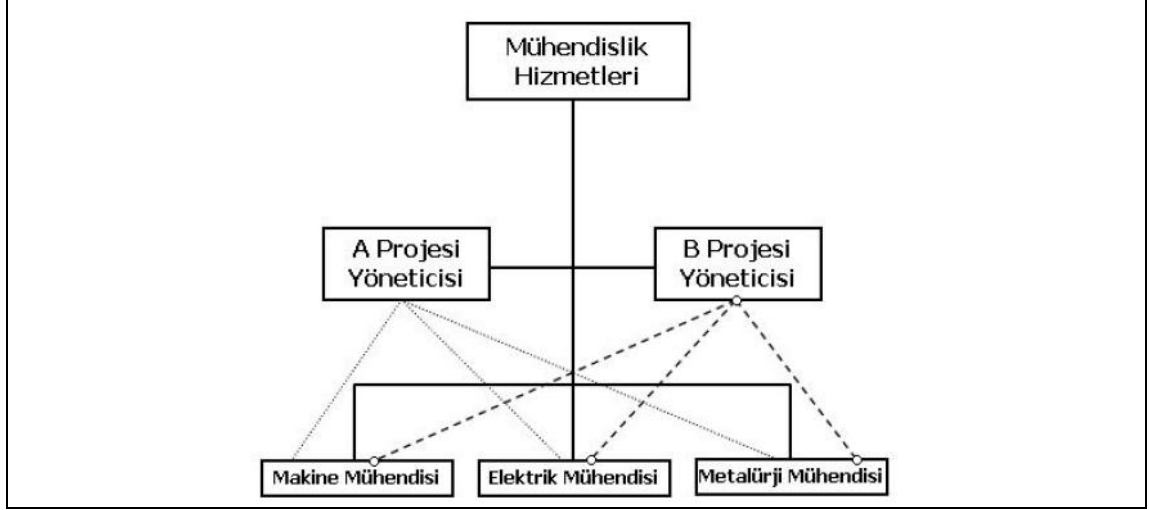 Mühendislik
Hizmetleri
A Projesi
Yöneticisi
B Projesi
Yöneticisi
Makine Mühendisi
Elektrik Mühendisi
Metalürji Mühendisi